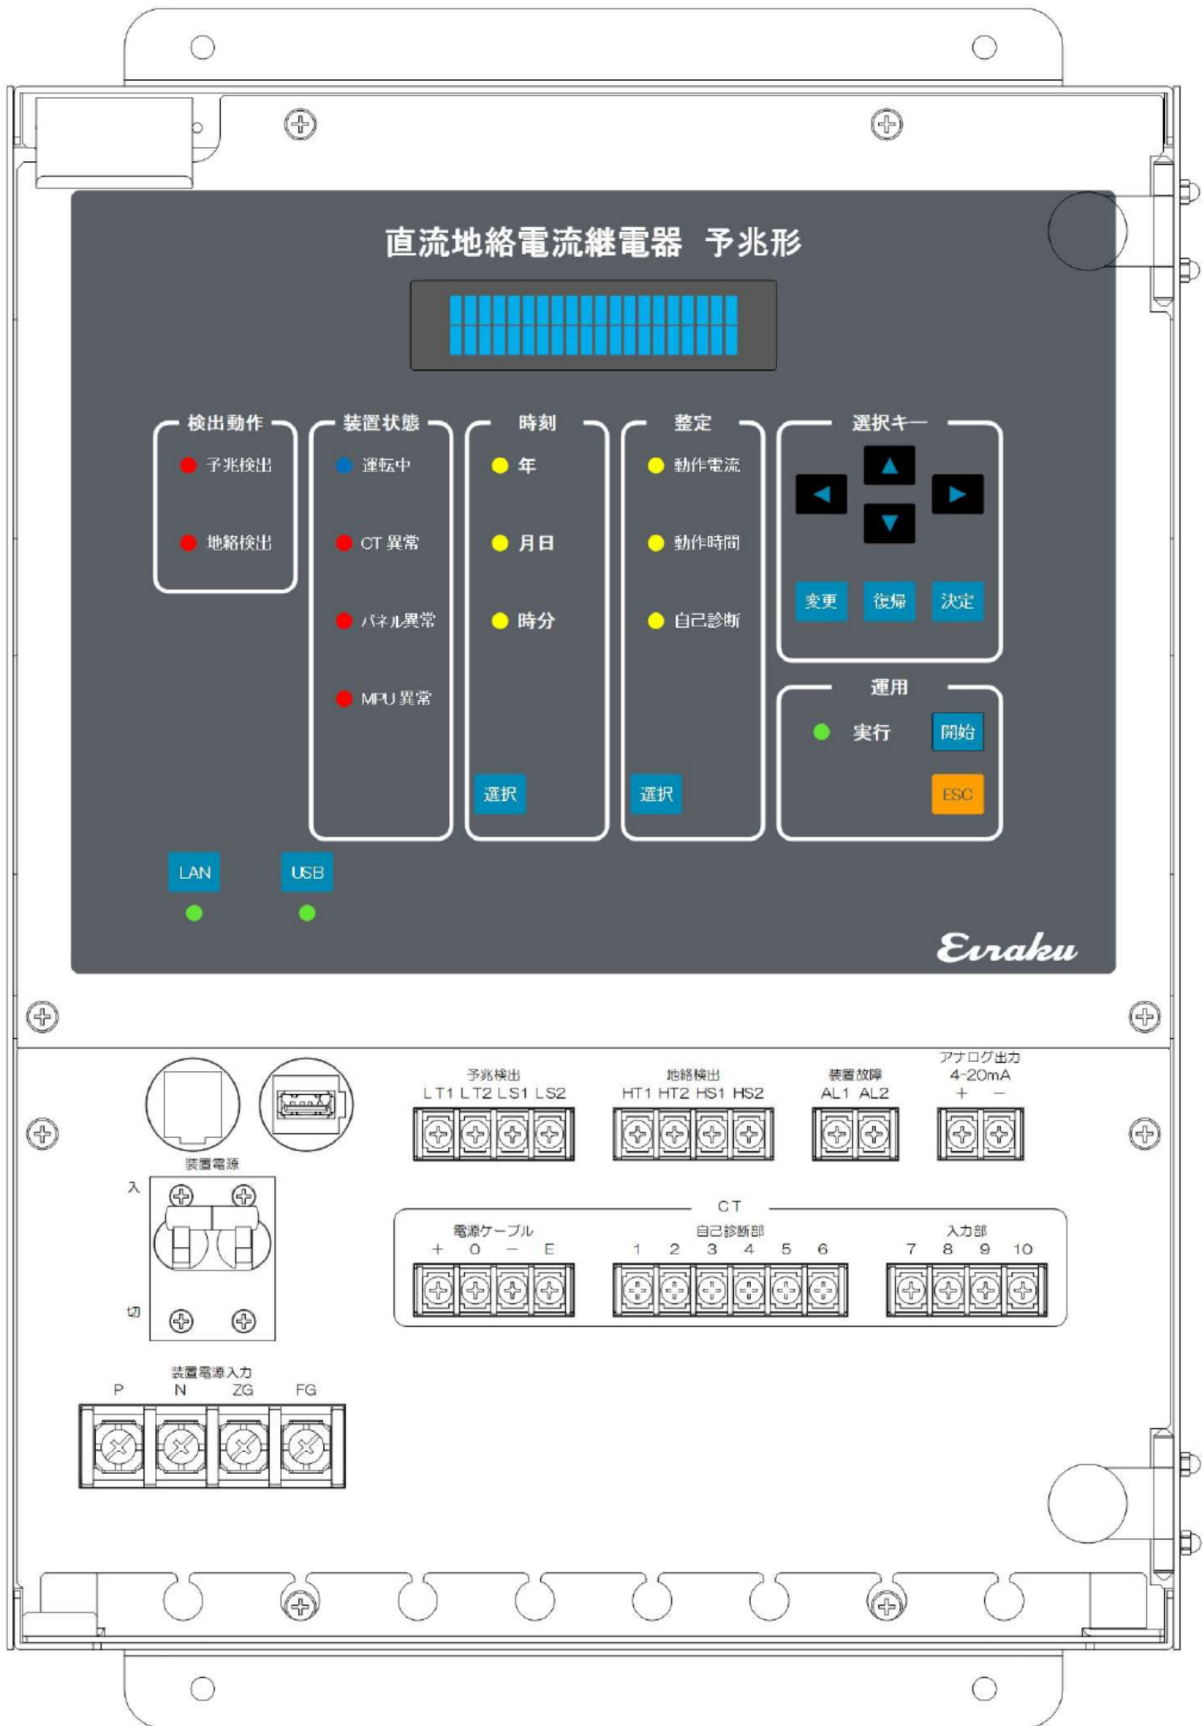 直流地絡電流継電器 予兆形
検出動作
予兆検出
地絡検出
装置状態
運転中
CT 異常
パネル異常
MPU 異常
時刻
年
月日
時分
選択
整定
動作電流
動作時間
自己診断
選択
選択キー
▲
◀ ▶
▼
変更 復帰 決定
運用
実行 開始
ESC
LAN USB
Eiraku
予兆検出
LT1 LT2 LS1 LS2
地絡検出
HT1 HT2 HS1 HS2
装置故障
AL1 AL2
アナログ出力
4-20mA
+ −
装置電源
入
切
CT
電源ケーブル
+ 0 − E
自己診断部
1 2 3 4 5 6
入力部
7 8 9 10
装置電源入力
P N ZG FG